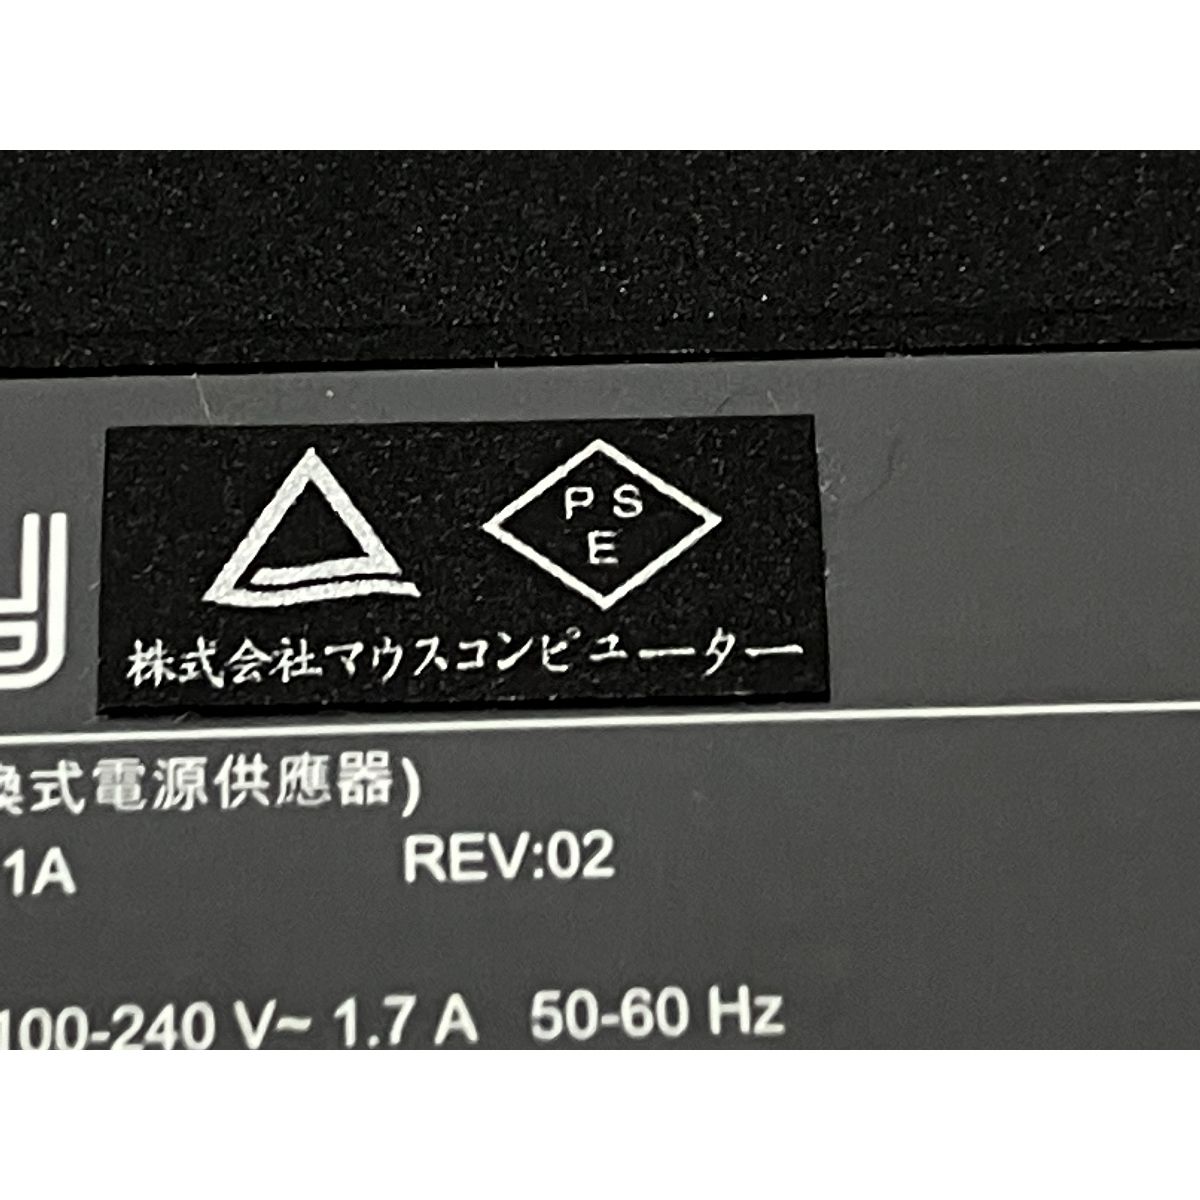 PS
E
株式会社マウスコンピューター
換式電源供應器)
1A REV:02
100-240 V~ 1.7 A 50-60 Hz